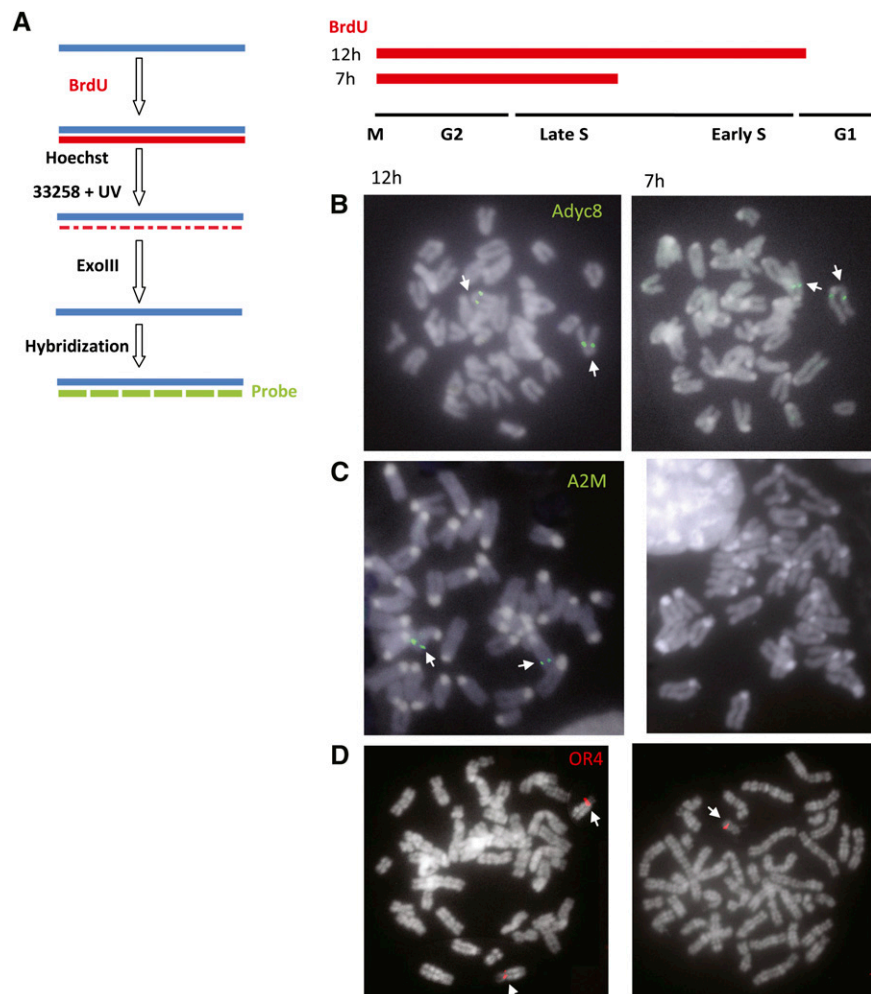 A
BrdU
Hoechst
33258 + UV
ExoIII
Hybridization
Probe
BrdU
12h
7h
M G2 Late S Early S G1
12h 7h
B Adyc8
C A2M
D OR4